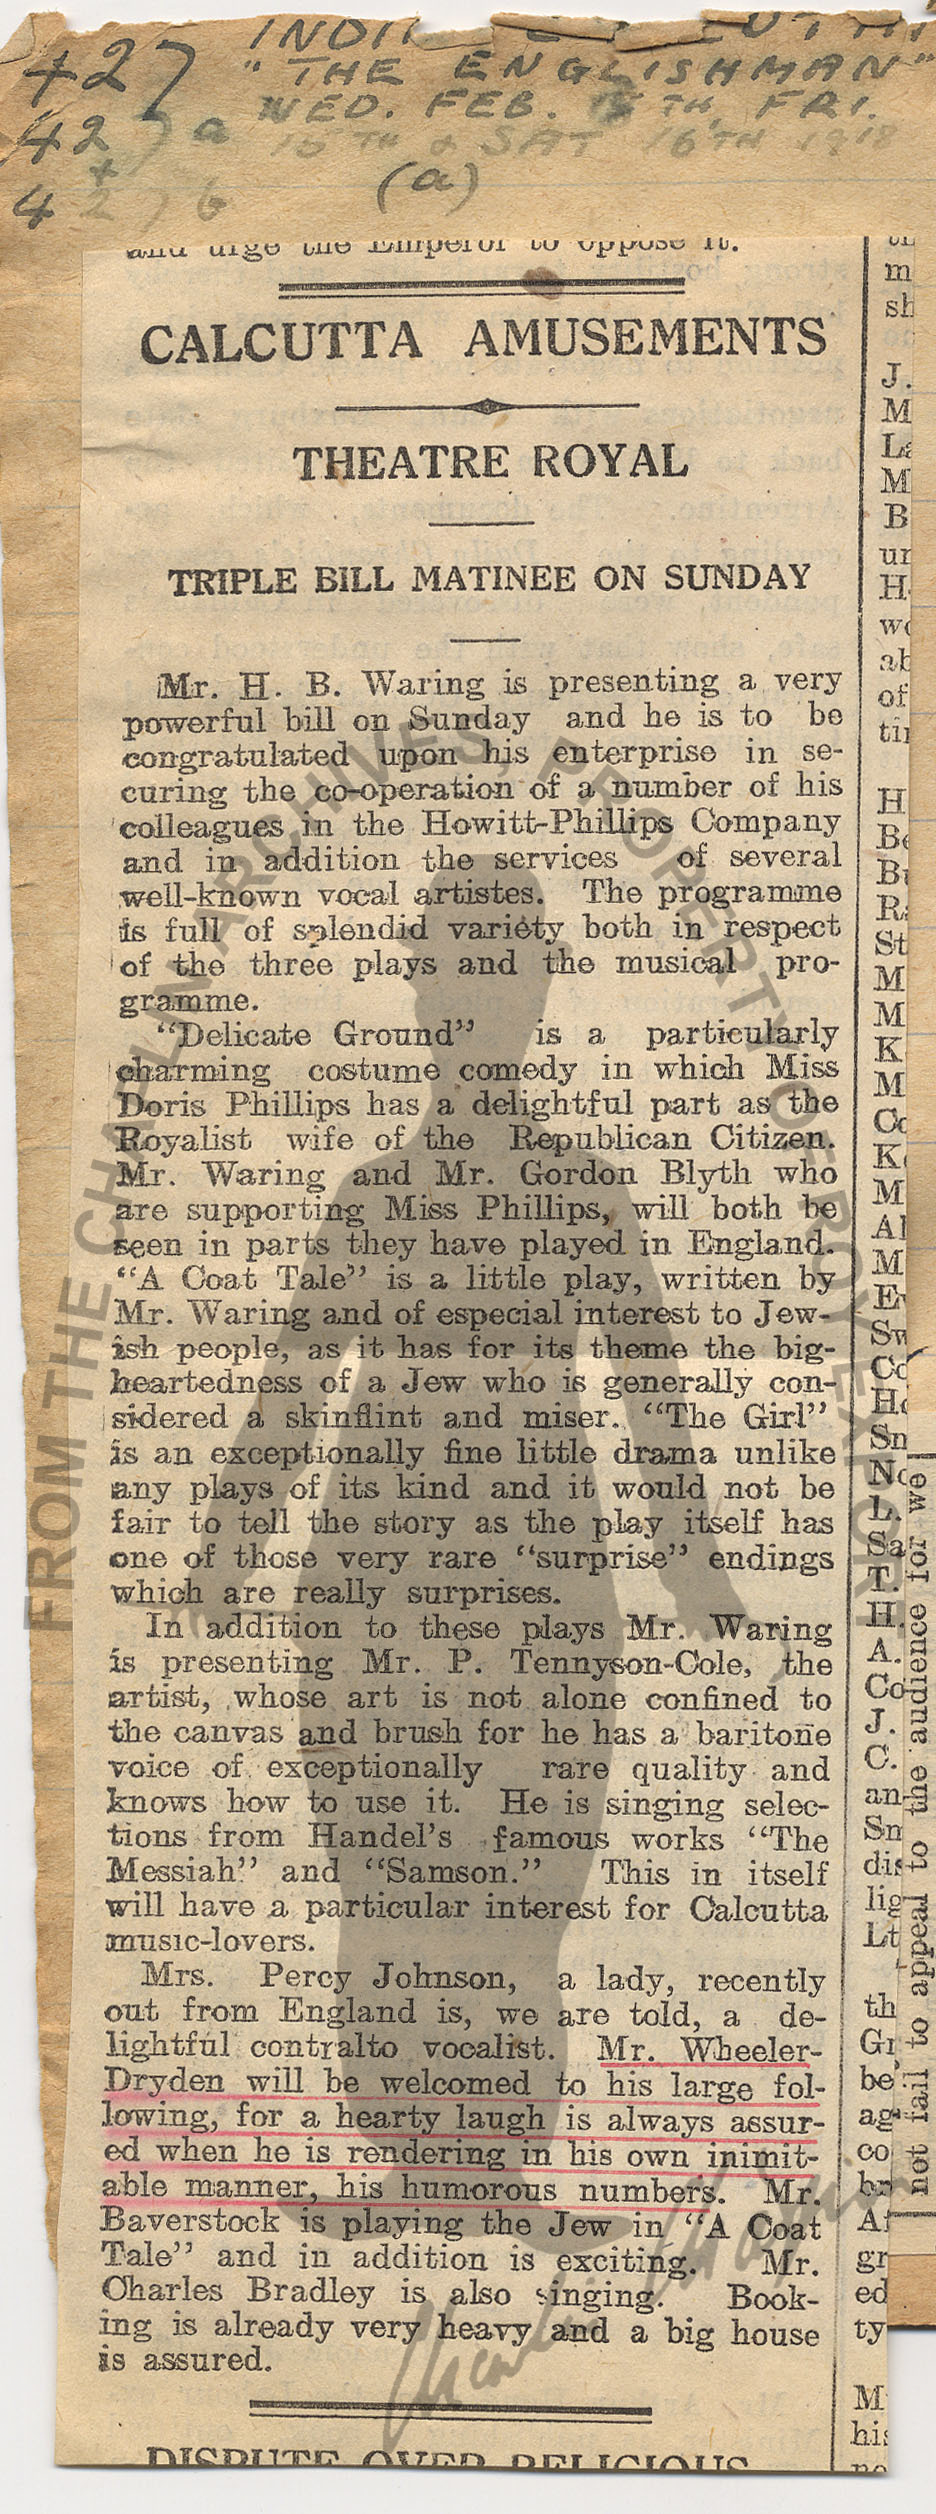 427
427a
427b
"THE ENGLISHMAN"
WED. FEB. TH, FRI.
15TH & SAT 16TH 1918
(a)
and urge the Emperor to oppose it.
CALCUTTA AMUSEMENTS
THEATRE ROYAL
TRIPLE BILL MATINEE ON SUNDAY
Mr. H. B. Waring is presenting a very
powerful bill on Sunday and he is to be
congratulated upon his enterprise in se-
curing the co-operation of a number of his
colleagues in the Howitt-Phillips Company
and in addition the services of several
well-known vocal artistes. The programme
is full of splendid variety both in respect
of the three plays and the musical pro-
gramme.
"Delicate Ground" is a particularly
charming costume comedy in which Miss
Doris Phillips has a delightful part as the
Royalist wife of the Republican Citizen.
Mr. Waring and Mr. Gordon Blyth who
are supporting Miss Phillips, will both be
seen in parts they have played in England.
"A Coat Tale" is a little play, written by
Mr. Waring and of especial interest to Jew-
ish people, as it has for its theme the big-
heartedness of a Jew who is generally con-
sidered a skinflint and miser. "The Girl"
is an exceptionally fine little drama unlike
any plays of its kind and it would not be
fair to tell the story as the play itself has
one of those very rare "surprise" endings
which are really surprises.
In addition to these plays Mr. Waring
is presenting Mr. P. Tennyson-Cole, the
artist, whose art is not alone confined to
the canvas and brush for he has a baritone
voice of exceptionally rare quality and
knows how to use it. He is singing selec-
tions from Handel's famous works "The
Messiah" and "Samson." This in itself
will have a particular interest for Calcutta
music-lovers.
Mrs. Percy Johnson, a lady, recently
out from England is, we are told, a de-
lightful contralto vocalist. Mr. Wheeler-
Dryden will be welcomed to his large fol-
lowing, for a hearty laugh is always assur-
ed when he is rendering in his own inimit-
able manner, his humorous numbers. Mr.
Baverstock is playing the Jew in "A Coat
Tale" and in addition is exciting. Mr.
Charles Bradley is also singing. Book-
ing is already very heavy and a big house
is assured.
DISPUTE OVER RELIGIOUS
not fail to appeal to the audience for we
FROM THE CHAPLIN ARCHIVES, PROPERTY OF ROY EXPORT